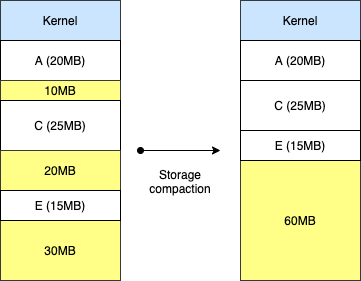 Kernel
A (20MB)
10MB
C (25MB)
20MB
E (15MB)
30MB
Storage
compaction
Kernel
A (20MB)
C (25MB)
E (15MB)
60MB